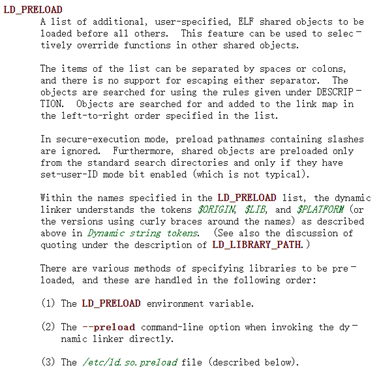 LD_PRELOAD
A list of additional, user-specified, ELF shared objects to be
loaded before all others. This feature can be used to selec-
tively override functions in other shared objects.
The items of the list can be separated by spaces or colons,
and there is no support for escaping either separator. The
objects are searched for using the rules given under DESCRIP-
TION. Objects are searched for and added to the link map in
the left-to-right order specified in the list.
In secure-execution mode, preload pathnames containing slashes
are ignored. Furthermore, shared objects are preloaded only
from the standard search directories and only if they have
set-user-ID mode bit enabled (which is not typical).
Within the names specified in the LD_PRELOAD list, the dynamic
linker understands the tokens $ORIGIN, $LIB, and $PLATFORM (or
the versions using curly braces around the names) as described
above in Dynamic string tokens. (See also the discussion of
quoting under the description of LD_LIBRARY_PATH.)
There are various methods of specifying libraries to be pre-
loaded, and these are handled in the following order:
(1) The LD_PRELOAD environment variable.
(2) The --preload command-line option when invoking the dy-
namic linker directly.
(3) The /etc/ld.so.preload file (described below).